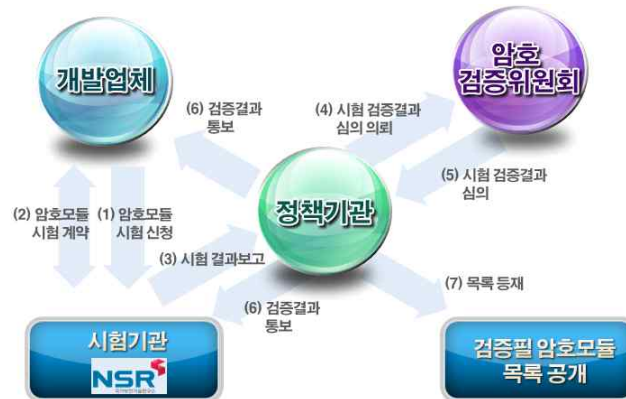 개발업체
암호
검증위원회
(6) 검증결과
통보
(4) 시험 검증결과
심의 의뢰
(5) 시험 검증결과
심의
정책기관
(2) 암호모듈
시험 계약
(1) 암호모듈
시험 신청
(3) 시험 결과보고
(6) 검증결과
통보
(7) 목록 등재
시험기관
NSR
검증필 암호모듈
목록 공개